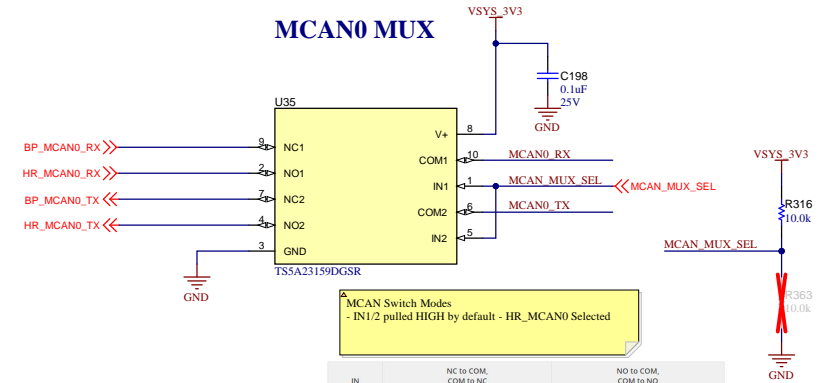 VSYS_3V3
MCAN0 MUX
C198
0.1uF
25V
GND
U35
V+ 8
BP_MCAN0_RX 9 NC1
COM1 10 MCAN0_RX
VSYS_3V3
HR_MCAN0_RX 2 NO1
IN1 1 MCAN_MUX_SEL MCAN_MUX_SEL
BP_MCAN0_TX 7 NC2
R316
10.0k
COM2 6 MCAN0_TX
HR_MCAN0_TX 4 NO2
IN2 5
MCAN_MUX_SEL
3 GND
TS5A23159DGSR
GND
R363
10.0k
MCAN Switch Modes
- IN1/2 pulled HIGH by default - HR_MCAN0 Selected
GND
IN
NC to COM,
COM to NC
NO to COM,
COM to NO